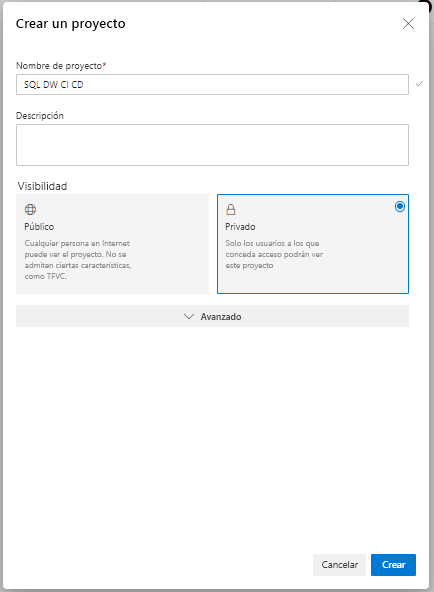 Crear un proyecto
Nombre de proyecto*
SQL DW CI CD
Descripción
Visibilidad
Público
Cualquier persona en Internet
puede ver el proyecto. No se
admiten ciertas características,
como TFVC.
Privado
Solo los usuarios a los que
conceda acceso podrán ver
este proyecto
Avanzado
Cancelar
Crear